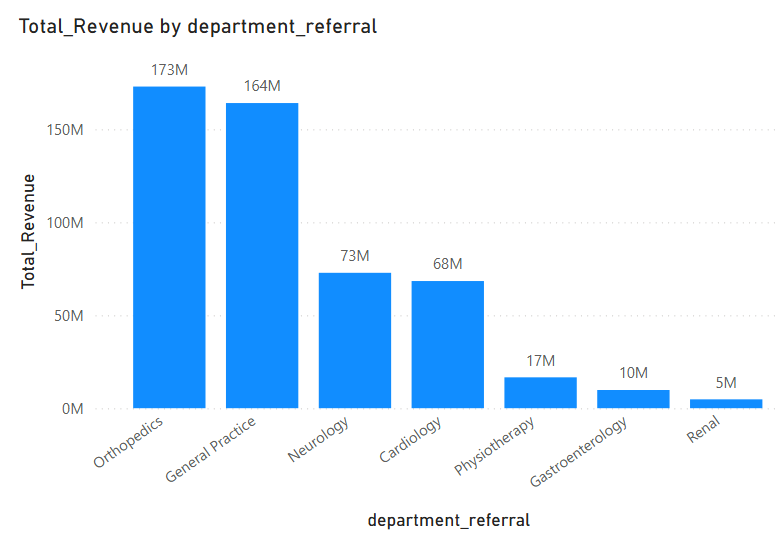 Total_Revenue by department_referral
173M
164M
73M
68M
17M
10M
5M
150M
100M
50M
0M
Total_Revenue
Orthopedics
General Practice
Neurology
Cardiology
Physiotherapy
Gastroenterology
Renal
department_referral